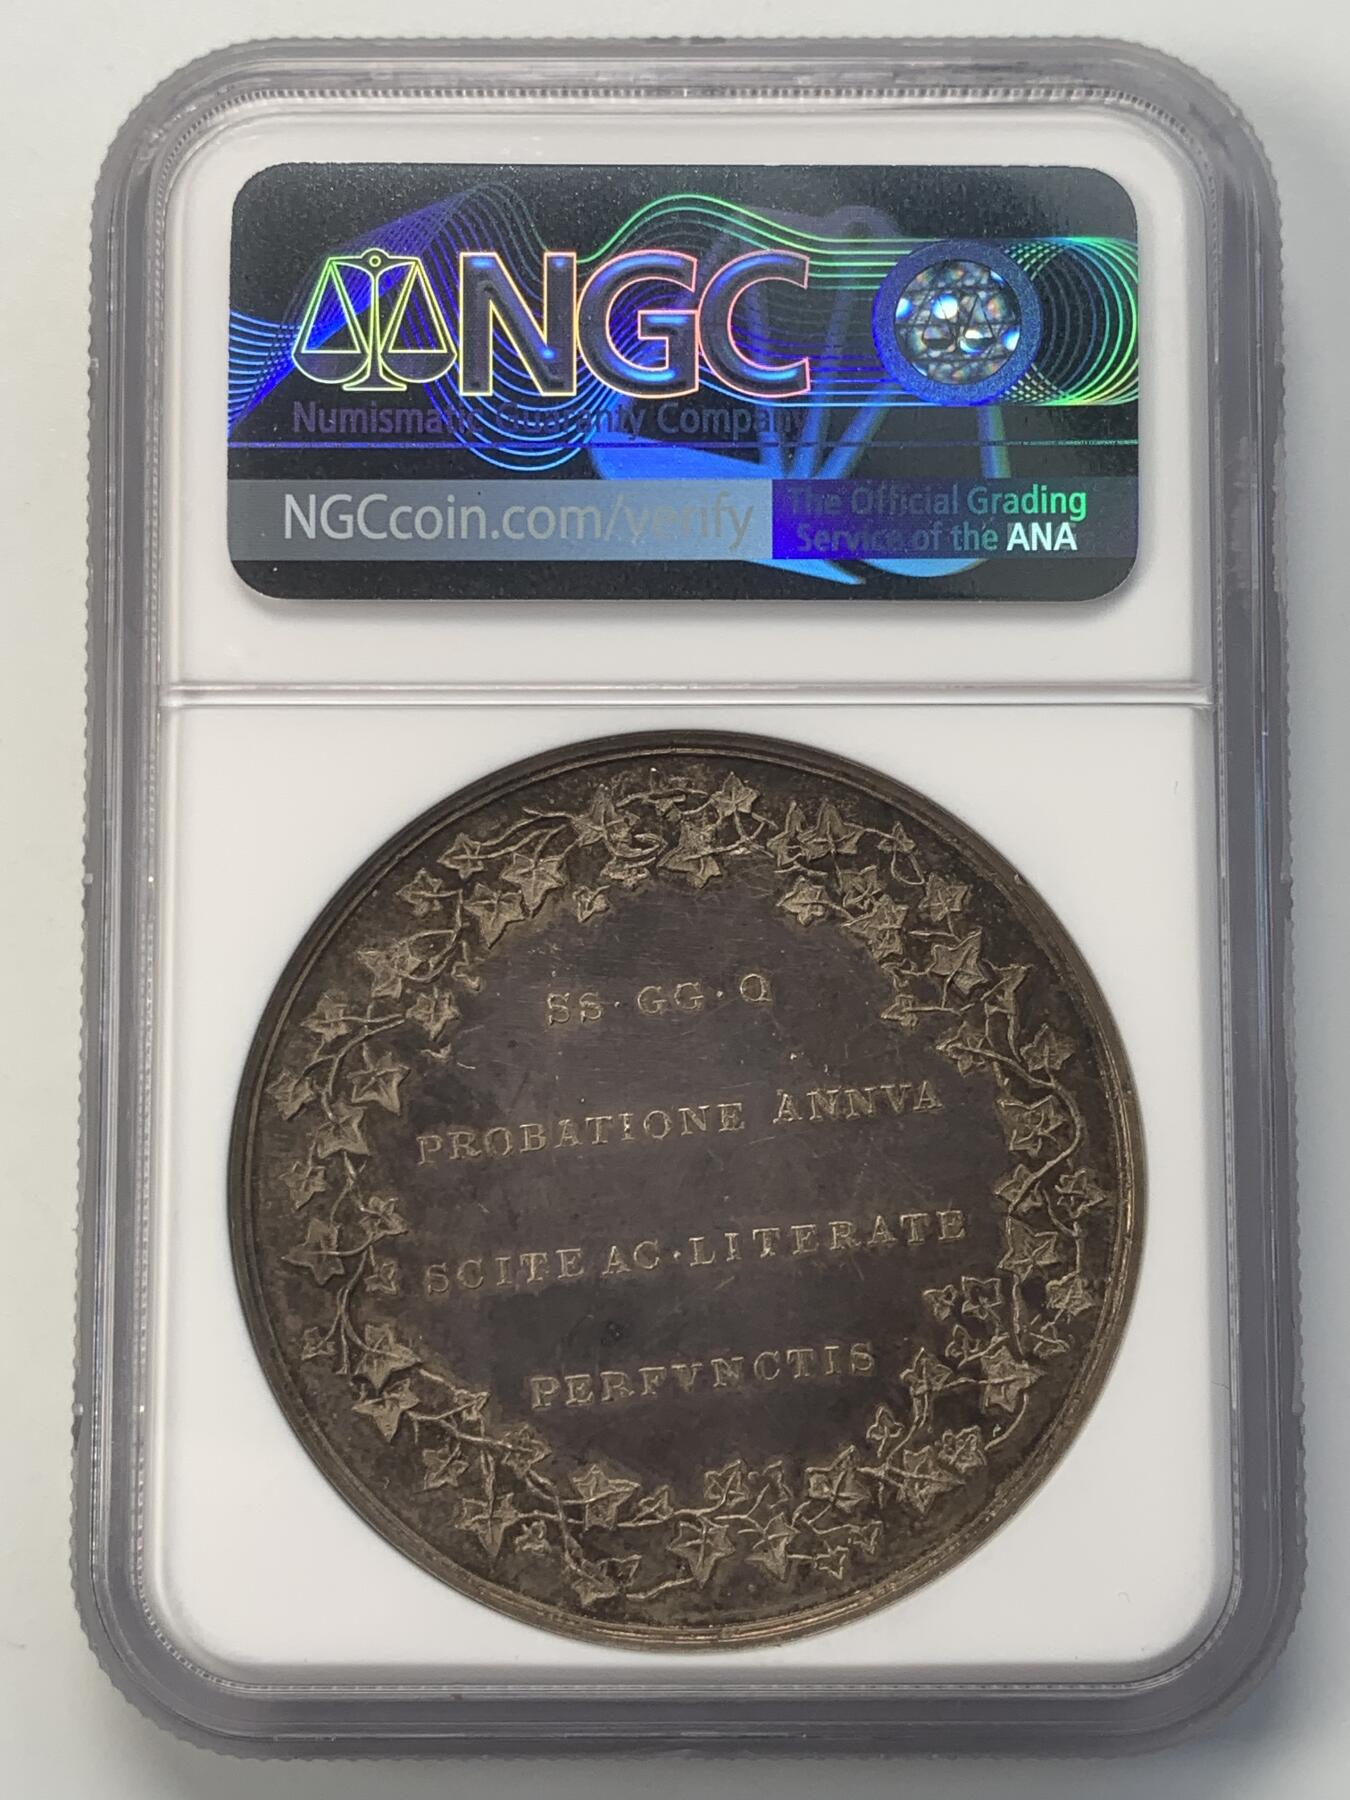 NGC
Numismatic Guaranty Company
NGCcoin.com/verify
The Official Grading
Service of the ANA
SS·GG·Q
PROBATIONE ANNVA
SCITE AC·LITERATE
PERFVNCTIS